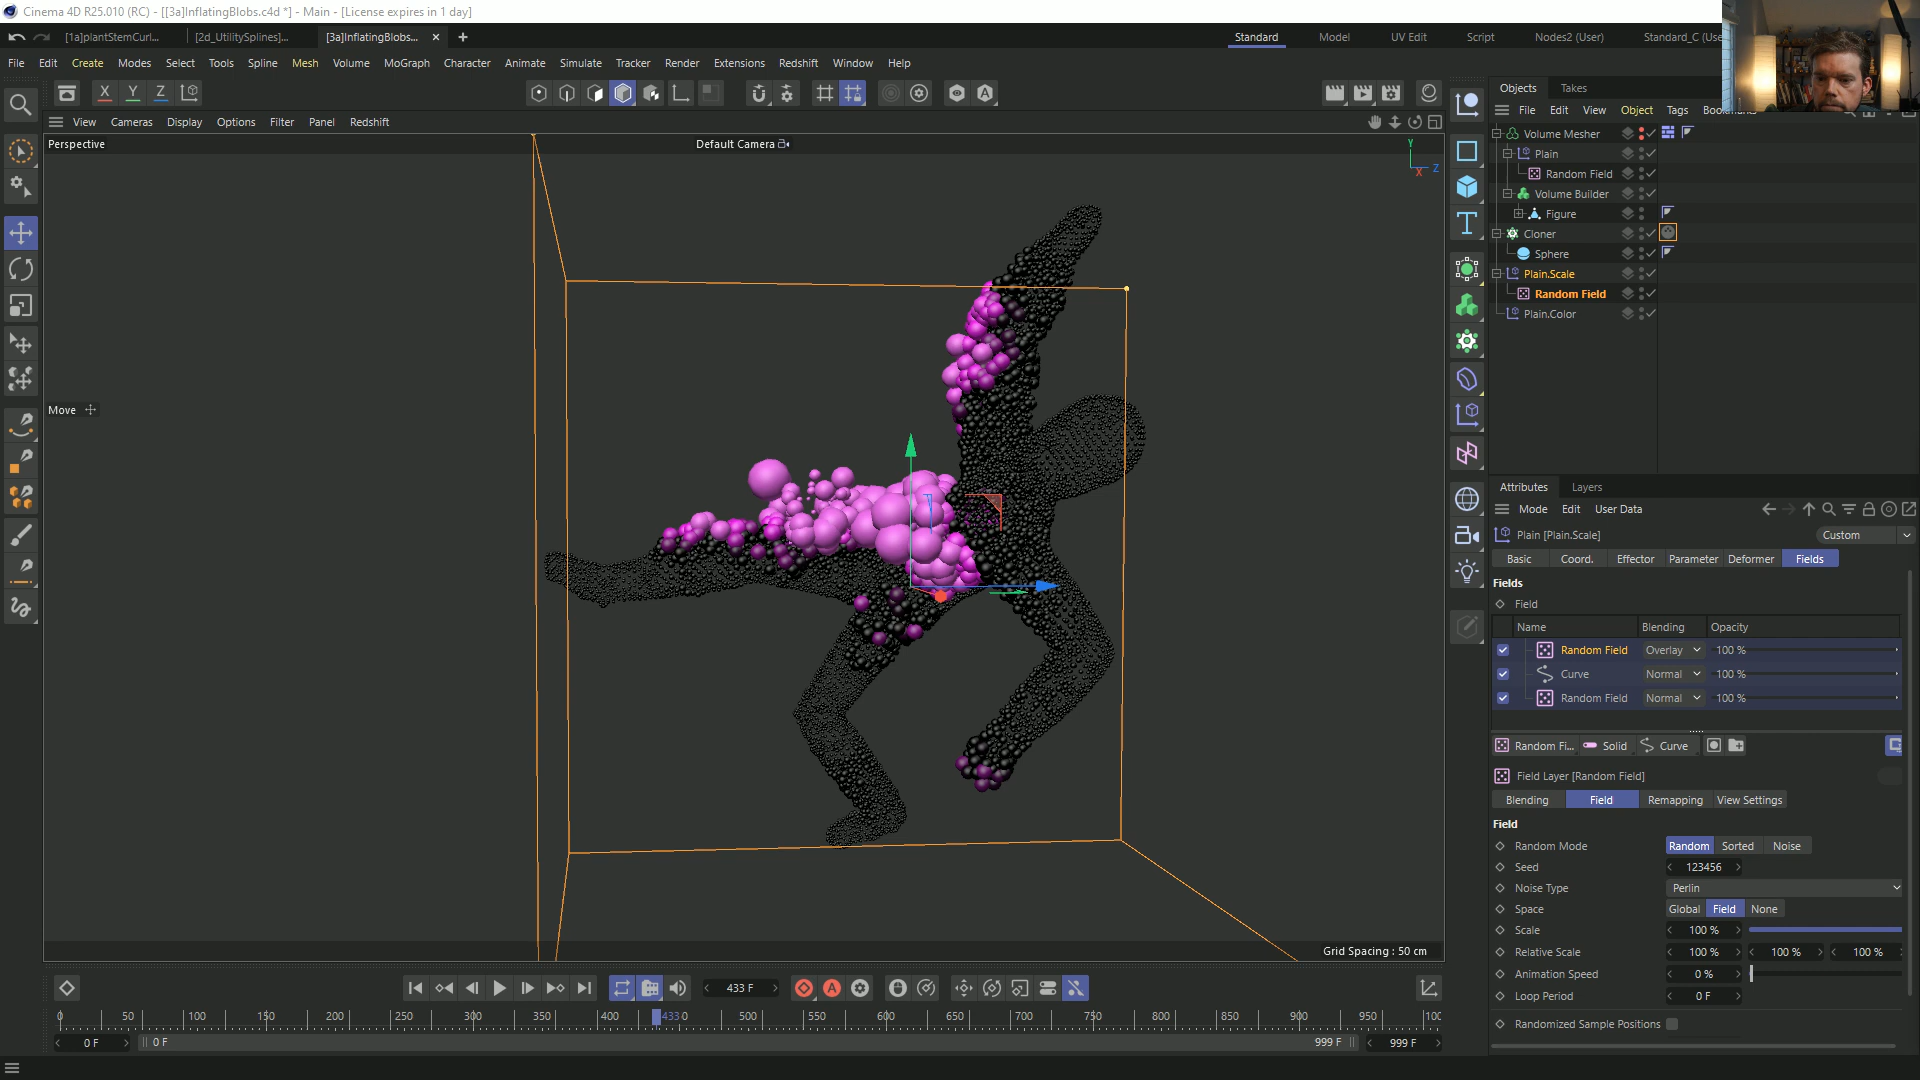 Cinema 4D R25.010 (RC) - [[3a]InflatingBlobs.c4d *] - Main - [License expires in 1 day]
[1a]plantStemCurl... [2d_UtilitySplines]... [3a]InflatingBlobs... × +
Standard Model UV Edit Script Nodes2 (User) Standard_C (Use
File Edit Create Modes Select Tools Spline Mesh Volume MoGraph Character Animate Simulate Tracker Render Extensions Redshift Window Help
X Y Z
View Cameras Display Options Filter Panel Redshift
Perspective
Default Camera
Y
Z
X
Move
Grid Spacing : 50 cm
Objects Takes
File Edit View Object Tags
Volume Mesher
Plain
Random Field
Volume Builder
Figure
Cloner
Sphere
Plain.Scale
Random Field
Plain.Color
Attributes Layers
Mode Edit User Data
Plain [Plain.Scale] Custom
Basic Coord. Effector Parameter Deformer Fields
Fields
Field
Name Blending Opacity
Random Field Overlay 100 %
Curve Normal 100 %
Random Field Normal 100 %
Random Fi... Solid Curve
Field Layer [Random Field]
Blending Field Remapping View Settings
Field
Random Mode Random Sorted Noise
Seed 123456
Noise Type Perlin
Space Global Field None
Scale 100 %
Relative Scale 100 % 100 % 100 %
Animation Speed 0 %
Loop Period 0 F
Randomized Sample Positions
433 F
0 50 100 150 200 250 300 350 400 433 0 500 550 600 650 700 750 800 850 900 950 100
0 F 0 F 999 F 999 F